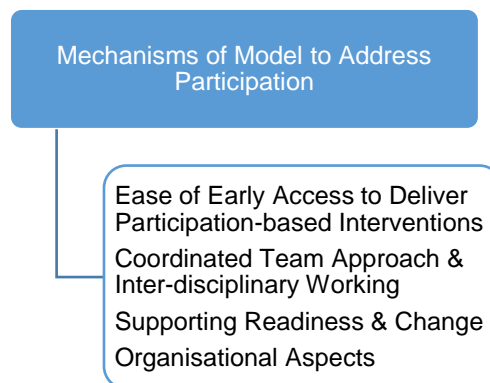 Mechanisms of Model to Address
Participation
Ease of Early Access to Deliver
Participation-based Interventions
Coordinated Team Approach &
Inter-disciplinary Working
Supporting Readiness & Change
Organisational Aspects